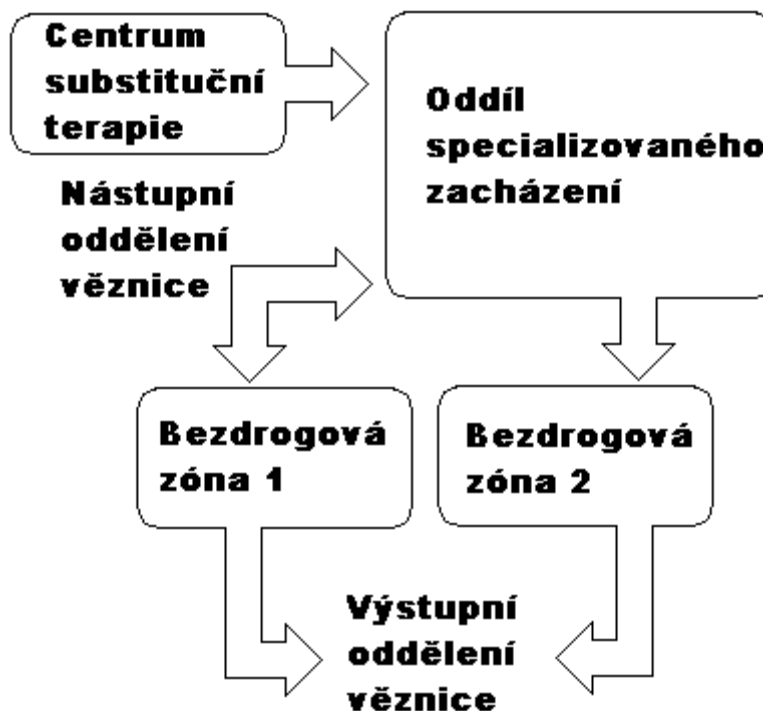 Centrum
substituční
terapie
Oddíl
specializovaného
zacházení
Nástupní
oddělení
věznice
Bezdrogová
zóna 1
Bezdrogová
zóna 2
Výstupní
oddělení
věznice